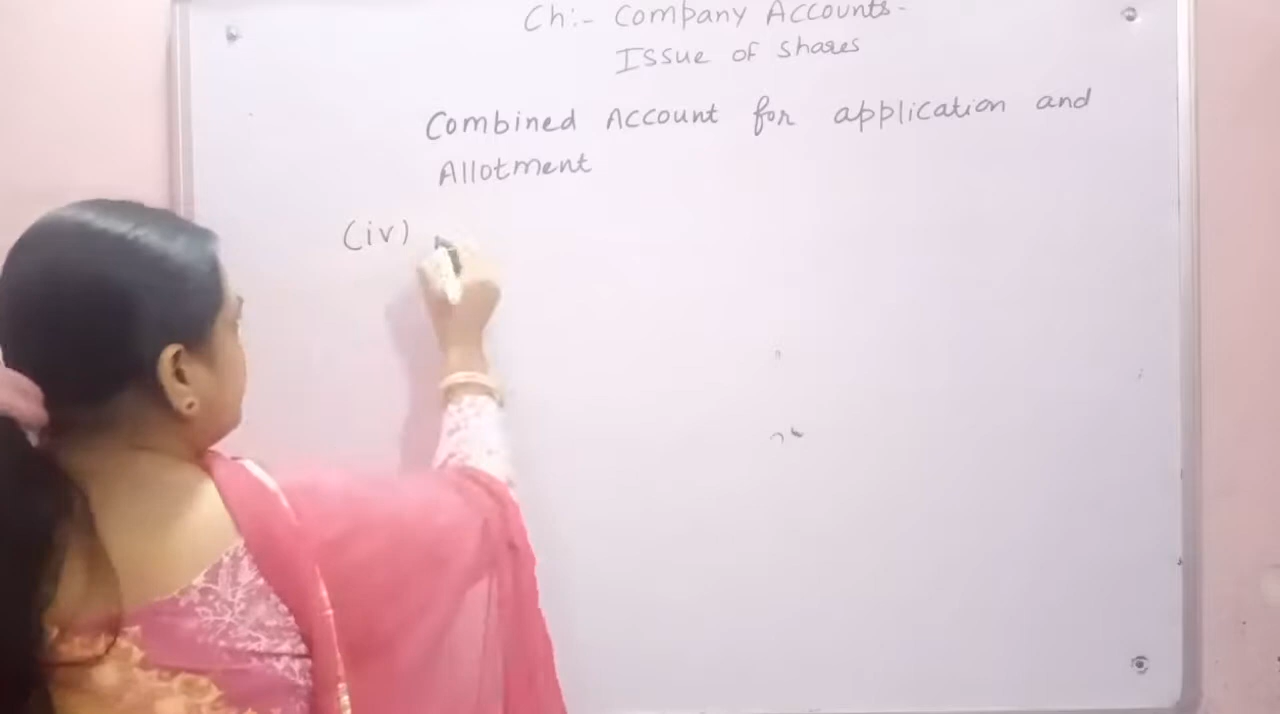 Ch:- Company Accounts-
Issue of shares
Combined Account for application and
Allotment
(iv)